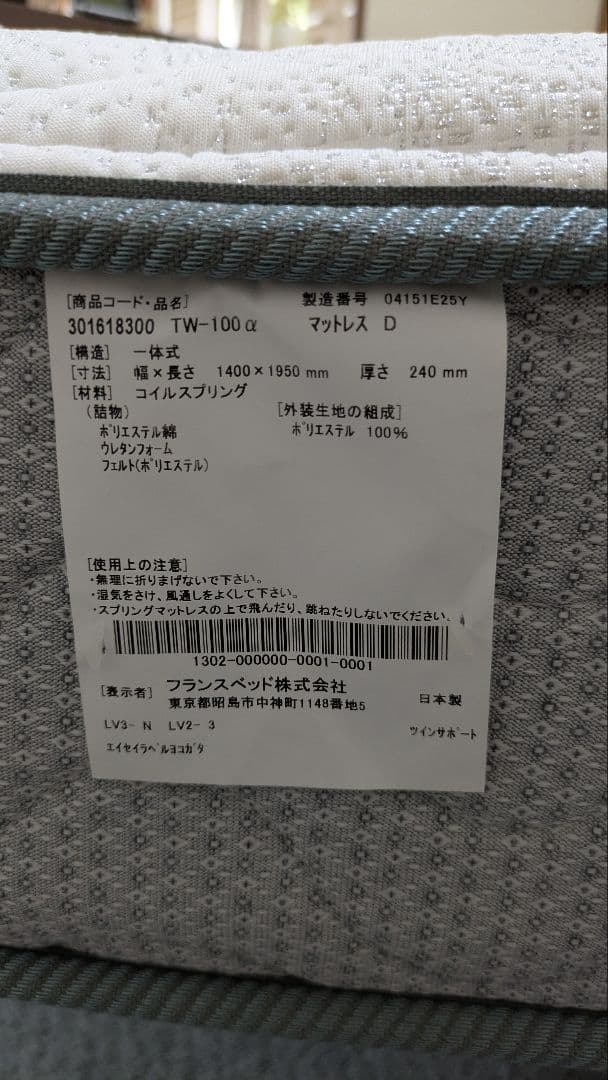 [商品コード・品名] 製造番号 04151E25Y
301618300 TW-100α マットレス D
[構造] 一体式
[寸法] 幅×長さ 1400×1950 mm 厚さ 240 mm
[材料] コイルスプリング
(詰物) [外装生地の組成]
ポリエステル綿 ポリエステル 100%
ウレタンフォーム
フェルト(ポリエステル)
[使用上の注意]
・無理に折りまげないで下さい。
・湿気をさけ、風通しをよくして下さい。
・スプリングマットレスの上で飛んだり、跳ねたりしないでください。
1302-000000-0001-0001
[表示者] フランスベッド株式会社
東京都昭島市中神町1148番地5 日本製
LV3- N LV2- 3 ツインサポート
エイセイラベルヨコガタ